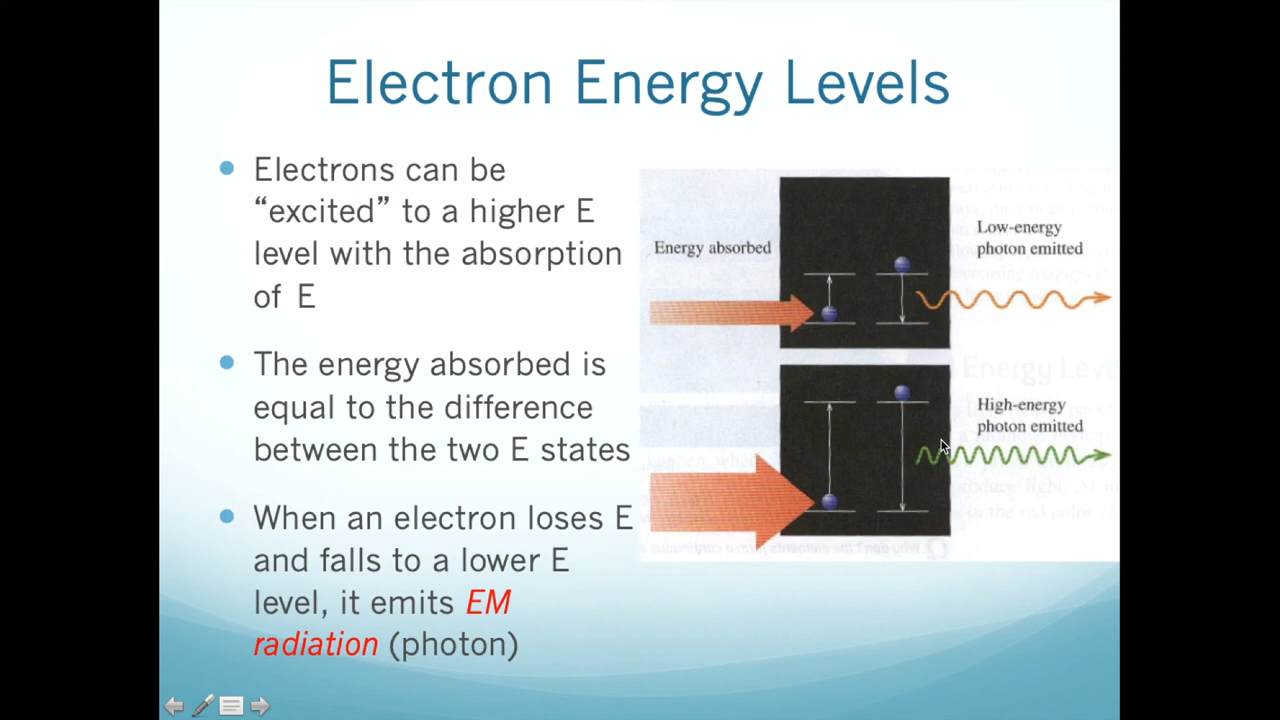 Electron Energy Levels
Electrons can be
“excited” to a higher E
level with the absorption
of E
The energy absorbed is
equal to the difference
between the two E states
When an electron loses E
and falls to a lower E
level, it emits EM
radiation (photon)
Energy absorbed
Low-energy
photon emitted
High-energy
photon emitted